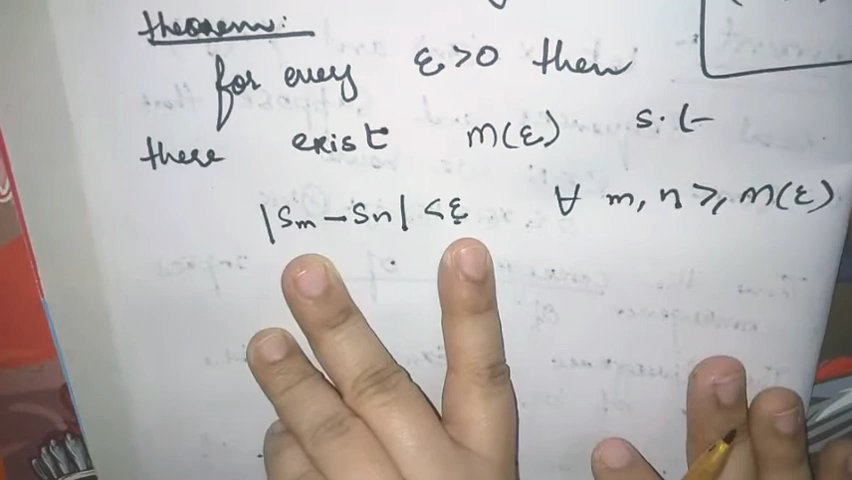 theorem:
for every ε>0 then
there exist m(ε) s.t
|Sm-Sn| <ε ∀ m, n ≥ m(ε)